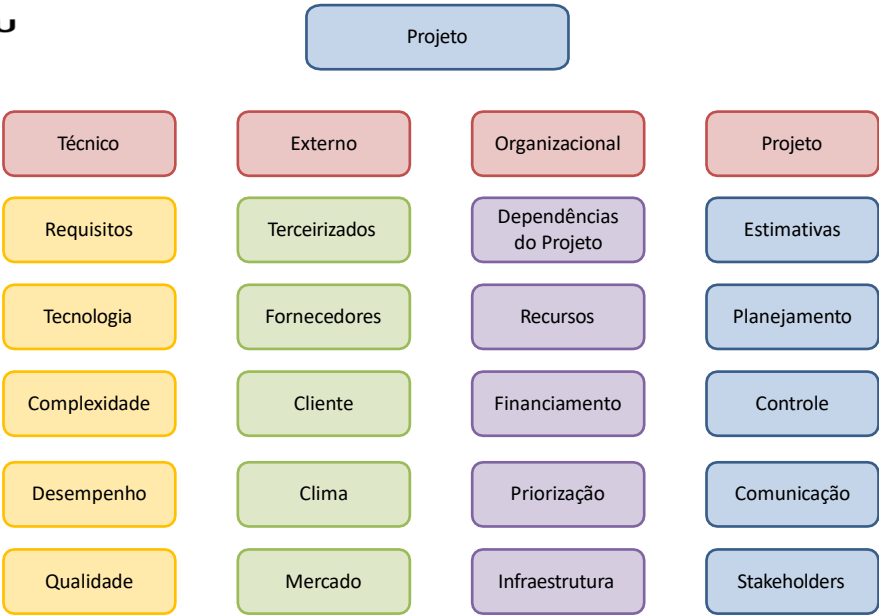 Projeto
Técnico
Externo
Organizacional
Projeto
Requisitos
Terceirizados
Dependências
do Projeto
Estimativas
Tecnologia
Fornecedores
Recursos
Planejamento
Complexidade
Cliente
Financiamento
Controle
Desempenho
Clima
Priorização
Comunicação
Qualidade
Mercado
Infraestrutura
Stakeholders